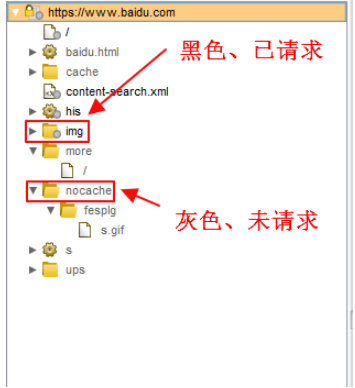 https://www.baidu.com
/
baidu.html
黑色、已请求
cache
content-search.xml
his
img
more
/
nocache
fesplg
灰色、未请求
s.gif
s
ups